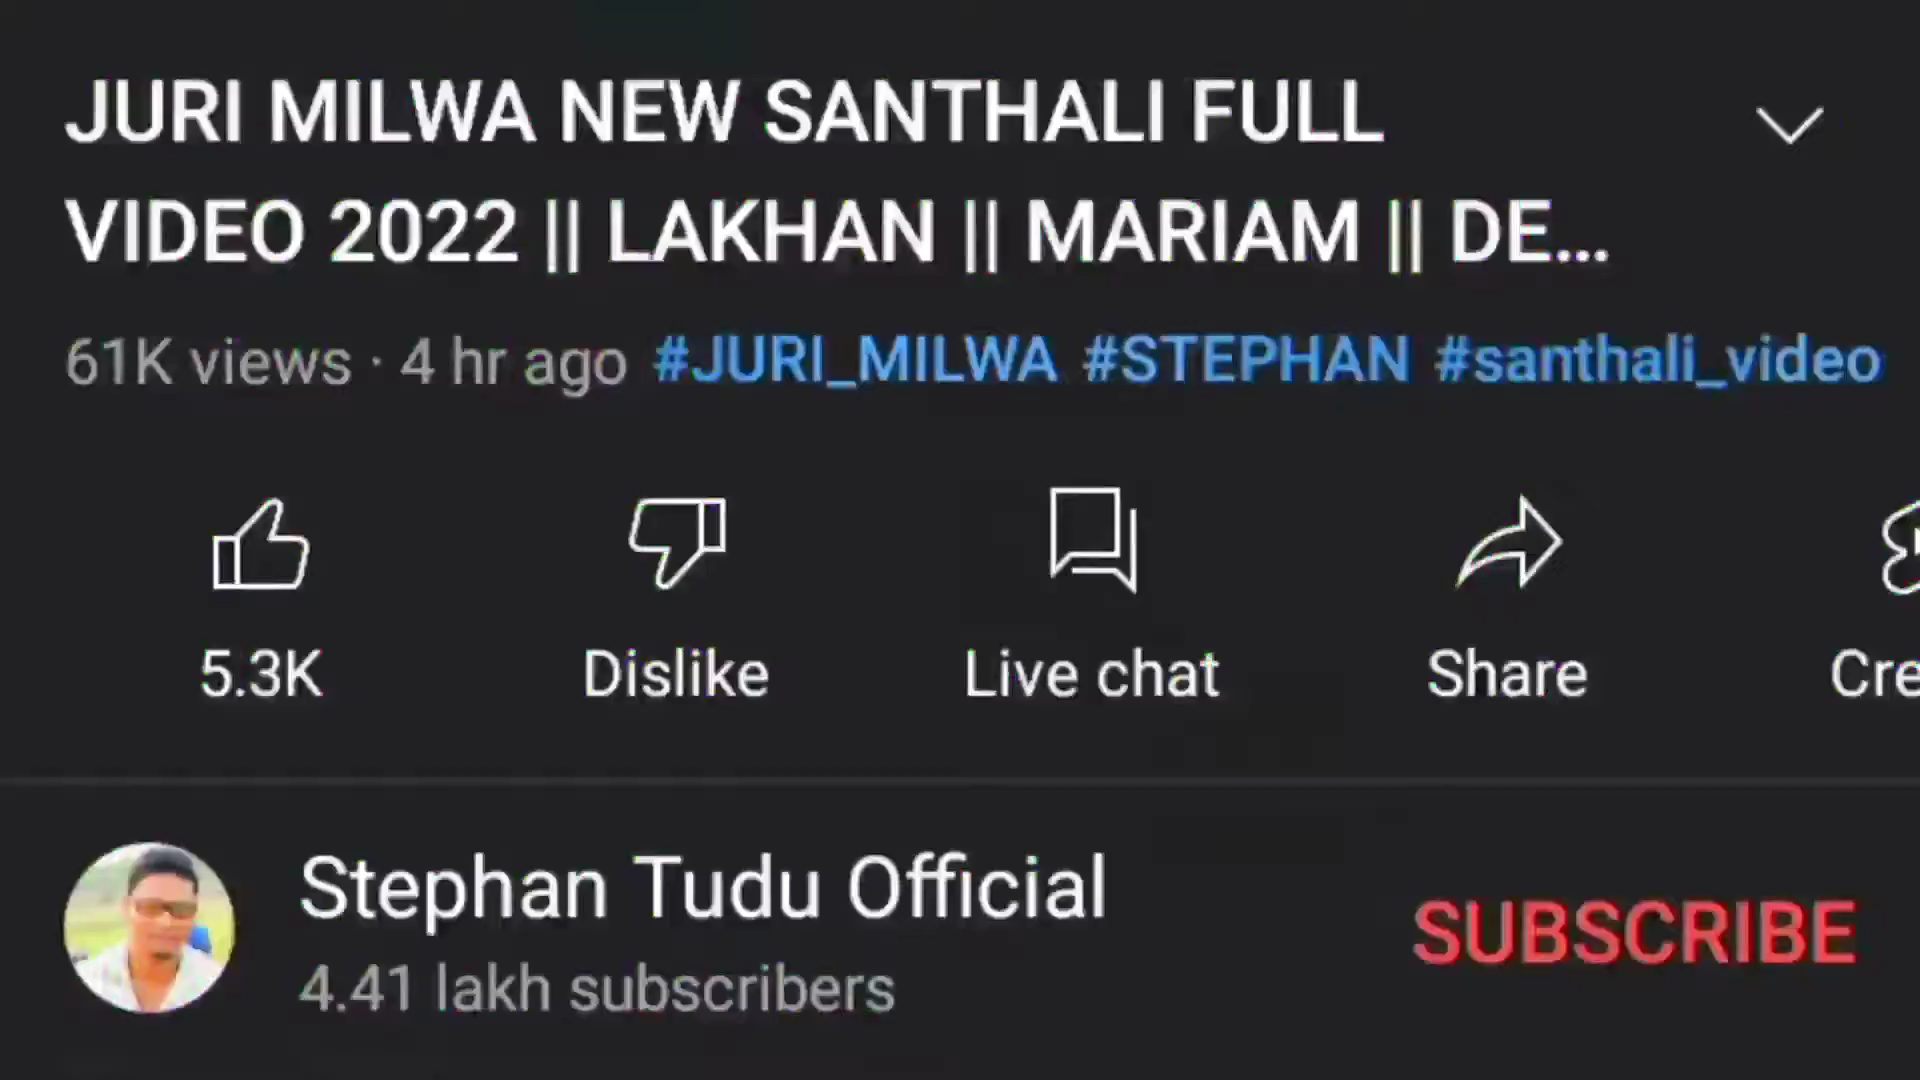 JURI MILWA NEW SANTHALI FULL
VIDEO 2022 || LAKHAN || MARIAM || DE...
61K views · 4 hr ago #JURI_MILWA #STEPHAN #santhali_video
5.3K Dislike Live chat Share Cre
Stephan Tudu Official
SUBSCRIBE
4.41 lakh subscribers